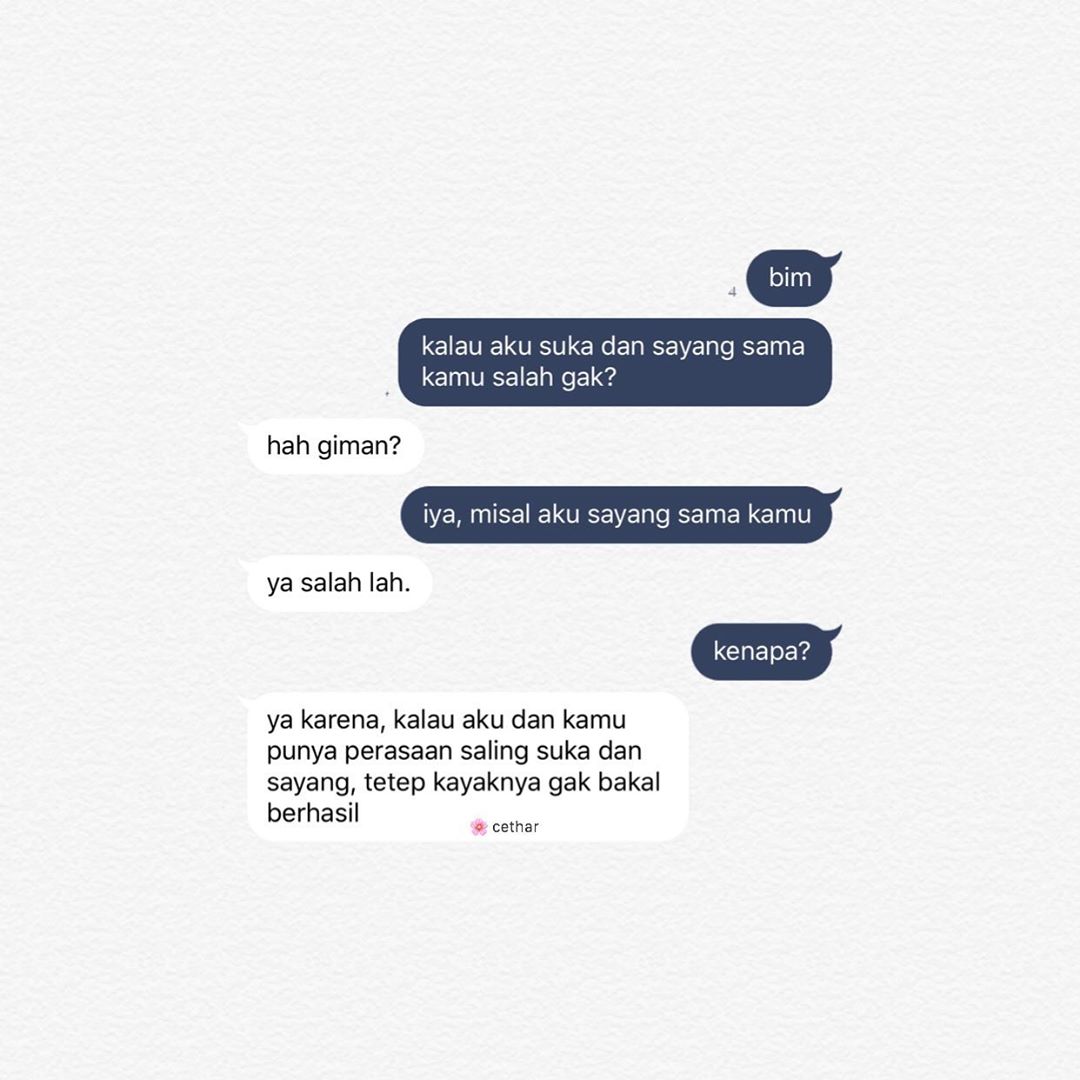 bim
kalau aku suka dan sayang sama
kamu salah gak?
hah giman?
iya, misal aku sayang sama kamu
ya salah lah.
kenapa?
ya karena, kalau aku dan kamu
punya perasaan saling suka dan
sayang, tetep kayaknya gak bakal
berhasil
🌸 cethar